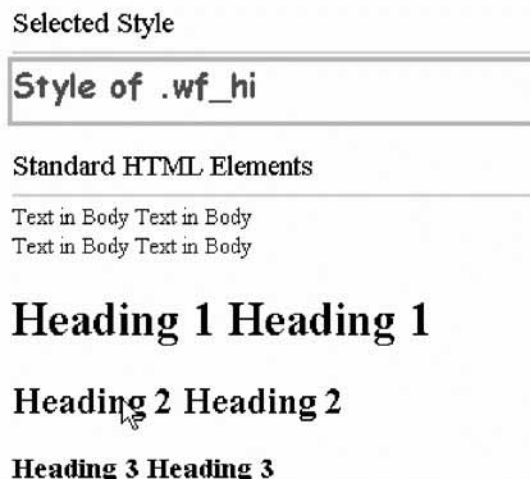 Selected Style
Style of .wf_hi
Standard HTML Elements
Text in Body Text in Body
Text in Body Text in Body
Heading 1 Heading 1
Heading 2 Heading 2
Heading 3 Heading 3